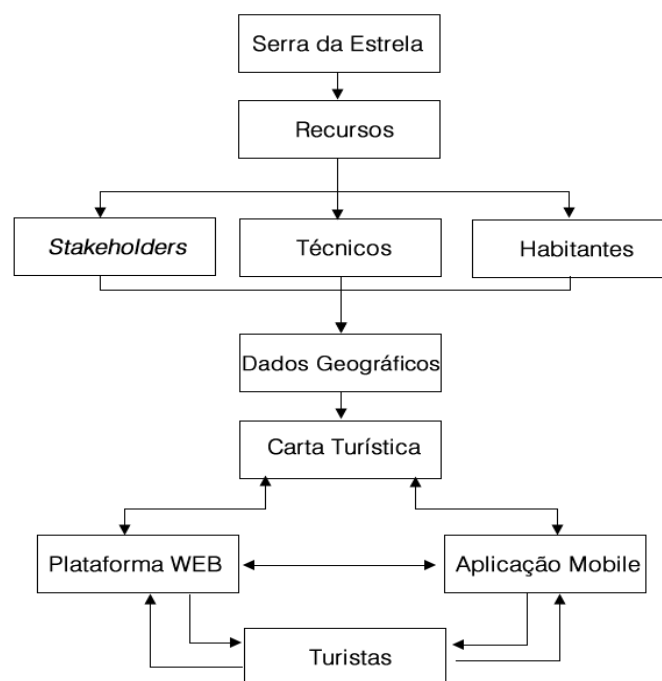 Serra da Estrela
Recursos
Stakeholders
Técnicos
Habitantes
Dados Geográficos
Carta Turística
Plataforma WEB
Aplicação Mobile
Turistas